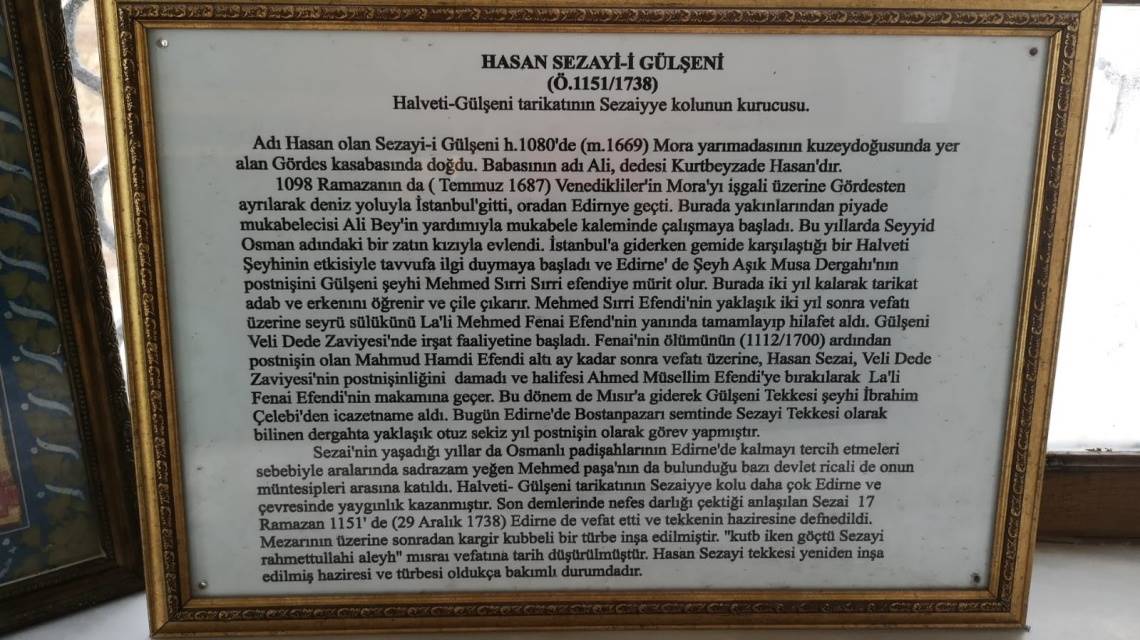 HASAN SEZAYİ-İ GÜLŞENİ
(Ö.1151/1738)
Halveti-Gülşeni tarikatının Sezaiyye kolunun kurucusu.
Adı Hasan olan Sezayi-i Gülşeni h.1080'de (m.1669) Mora yarımadasının kuzeydoğusunda yer
alan Gördes kasabasında doğdu. Babasının adı Ali, dedesi Kurtbeyzade Hasan'dır.
1098 Ramazanın da ( Temmuz 1687) Venedikliler'in Mora'yı işgali üzerine Gördesten
ayrılarak deniz yoluyla İstanbul'gitti, oradan Edirnye geçti. Burada yakınlarından piyade
mukabelecisi Ali Bey'in yardımıyla mukabele kaleminde çalışmaya başladı. Bu yıllarda Seyyid
Osman adındaki bir zatın kızıyla evlendi. İstanbul'a giderken gemide karşılaştığı bir Halveti
Şeyhinin etkisiyle tavvufa ilgi duymaya başladı ve Edirne' de Şeyh Aşık Musa Dergahı'nın
postnişini Gülşeni şeyhi Mehmed Sırri Sırri efendiye mürit olur. Burada iki yıl kalarak tarikat
adab ve erkenını öğrenir ve çile çıkarır. Mehmed Sırri Efendi'nin yaklaşık iki yıl sonra vefatı
üzerine seyrü sülükünü La'li Mehmed Fenai Efend'nin yanında tamamlayıp hilafet aldı. Gülşeni
Veli Dede Zaviyesi'nde irşat faaliyetine başladı. Fenai'nin ölümünün (1112/1700) ardından
postnişin olan Mahmud Hamdi Efendi altı ay kadar sonra vefatı üzerine, Hasan Sezai, Veli Dede
Zaviyesi'nin postnişinliğini damadı ve halifesi Ahmed Müsellim Efendi'ye bırakılarak La'li
Fenai Efendi'nin makamına geçer. Bu dönem de Mısır'a giderek Gülşeni Tekkesi şeyhi İbrahim
Çelebi'den icazetname aldı. Bugün Edirne'de Bostanpazarı semtinde Sezayi Tekkesi olarak
bilinen dergahta yaklaşık otuz sekiz yıl postnişin olarak görev yapmıştır.
Sezai'nin yaşadığı yıllar da Osmanlı padişahlarının Edirne'de kalmayı tercih etmeleri
sebebiyle aralarında sadrazam yeğen Mehmed paşa'nın da bulunduğu bazı devlet ricali de onun
müntesipleri arasına katıldı. Halveti- Gülşeni tarikatının Sezaiyye kolu daha çok Edirne ve
çevresinde yaygınlık kazanmıştır. Son demlerinde nefes darlığı çektiği anlaşılan Sezai 17
Ramazan 1151' de (29 Aralık 1738) Edirne de vefat etti ve tekkenin haziresine defnedildi.
Mezarının üzerine sonradan kargir kubbeli bir türbe inşa edilmiştir. "kutb iken göçtü Sezayi
rahmettullahi aleyh" mısraı vefatına tarih düşürülmüştür. Hasan Sezayi tekkesi yeniden inşa
edilmiş haziresi ve türbesi oldukça bakımlı durumdadır.